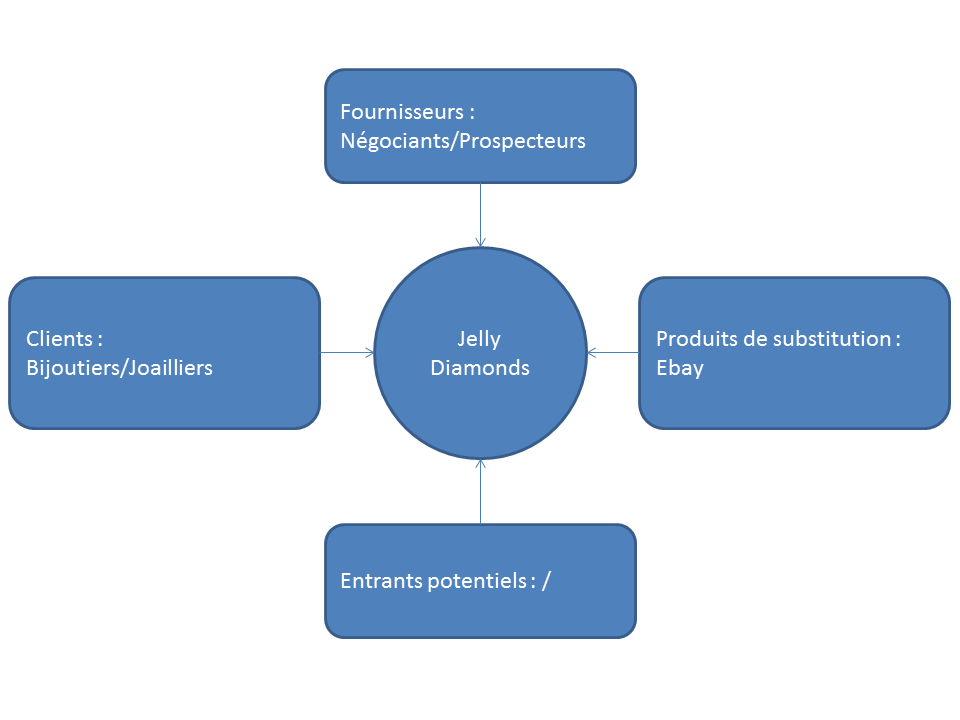 Fournisseurs :
Négociants/Prospecteurs
Clients :
Bijoutiers/Joailliers
Jelly
Diamonds
Produits de substitution :
Ebay
Entrants potentiels : /